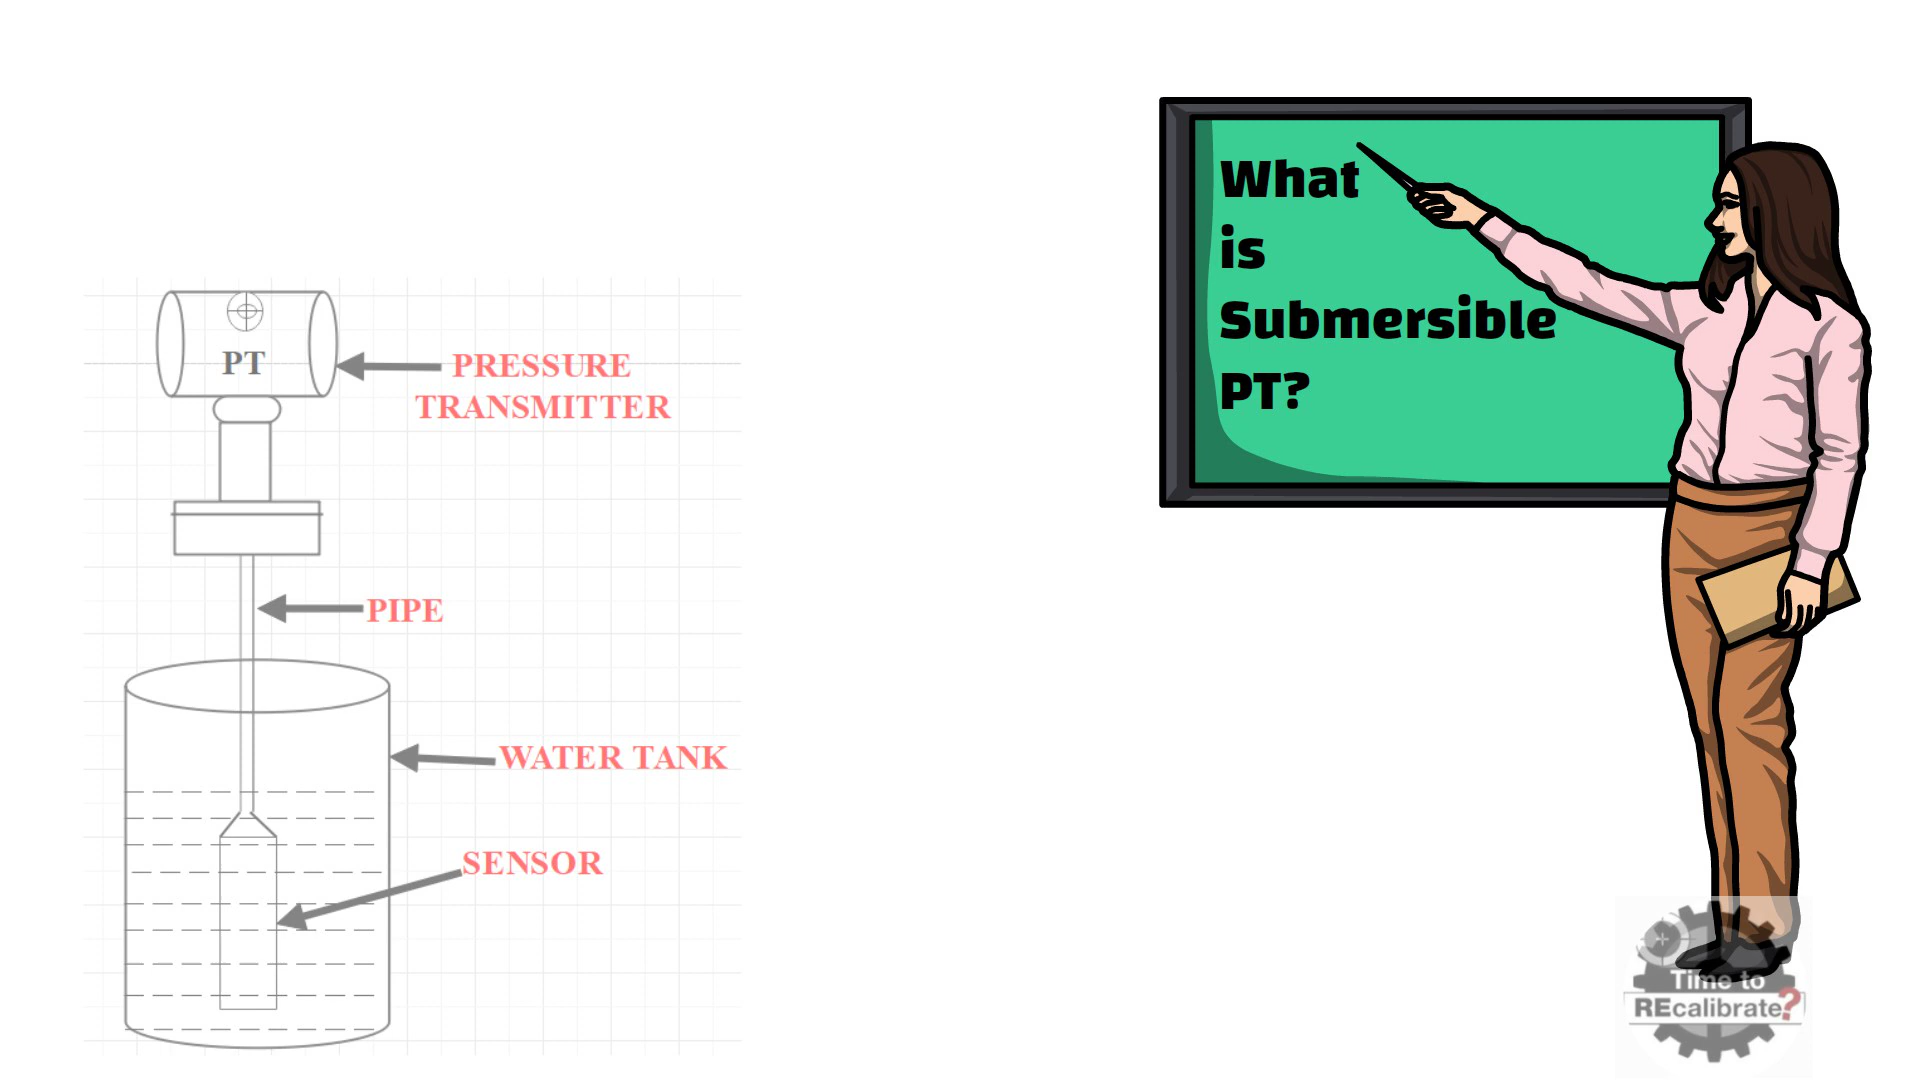 What
is
Submersible
PT?
PT
PRESSURE
TRANSMITTER
PIPE
WATER TANK
SENSOR
Time to
REcalibrate?